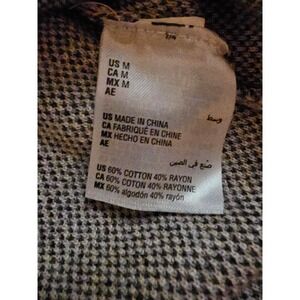 US M
CA M
MX M
AE وسط
US MADE IN CHINA
CA FABRIQUÉ EN CHINE
MX HECHO EN CHINA
AE صنع في الصين
US 60% COTTON 40% RAYON
CA 60% COTON 40% RAYONNE
MX 60% algodón 40% rayón